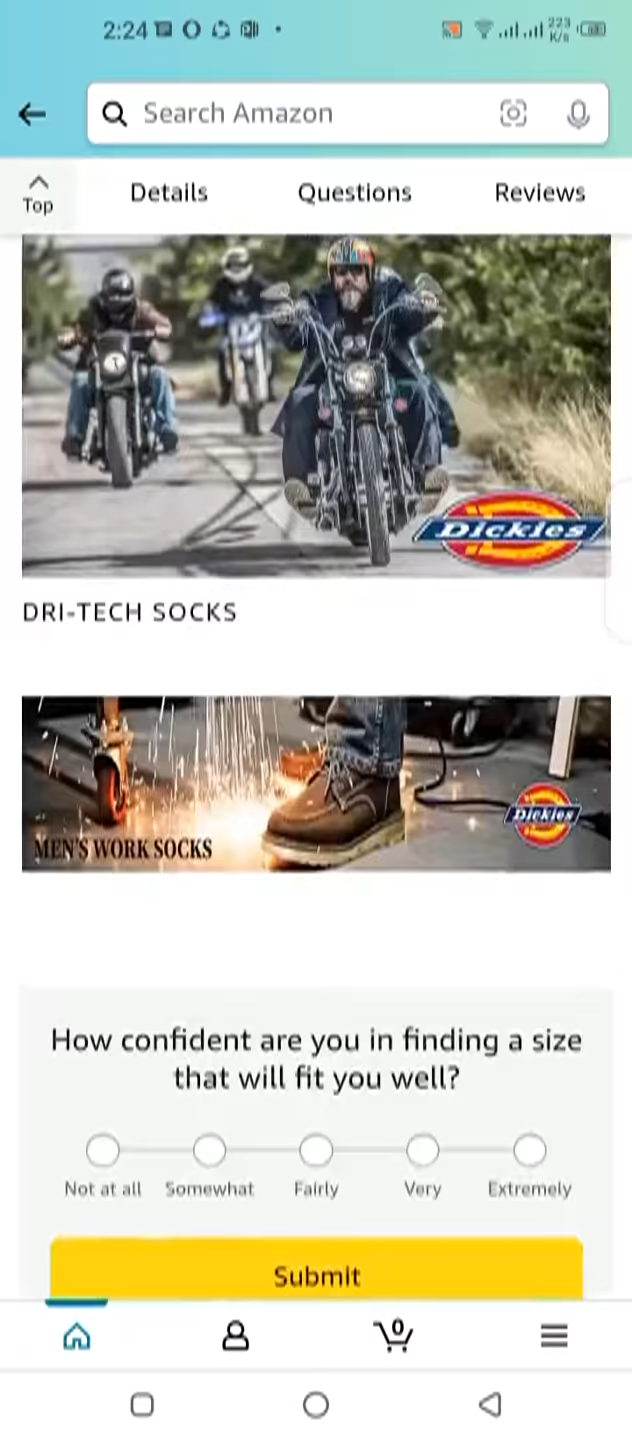 2:24
223
K/s
Search Amazon
Top
Details
Questions
Reviews
Dickies
DRI-TECH SOCKS
Dickies
MEN'S WORK SOCKS
How confident are you in finding a size
that will fit you well?
Not at all
Somewhat
Fairly
Very
Extremely
Submit
0